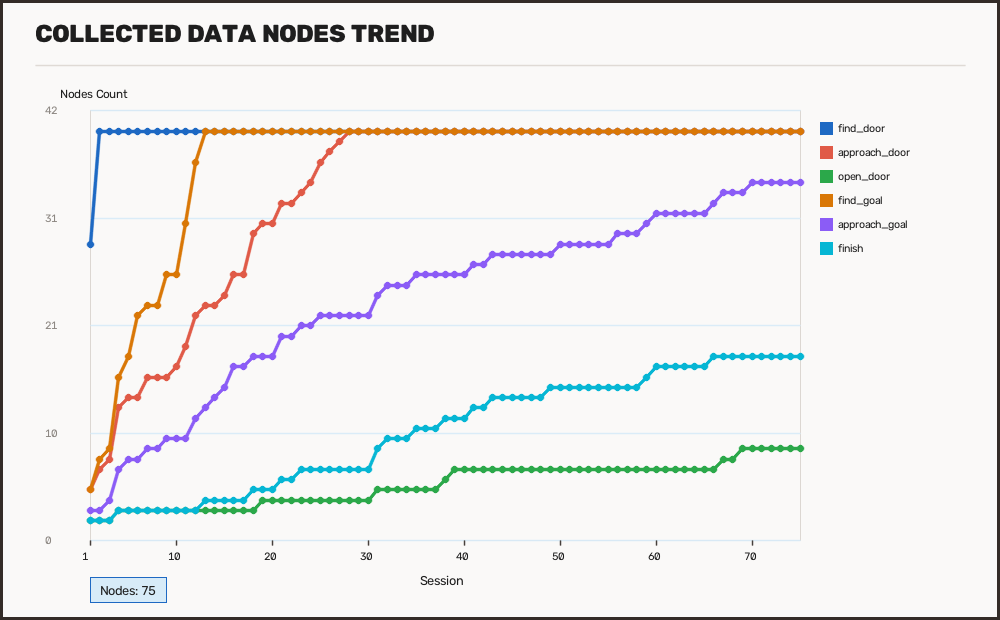 COLLECTED DATA NODES TREND
Nodes Count
42
31
21
10
0
1 10 20 30 40 50 60 70
Session
Nodes: 75
find_door
approach_door
open_door
find_goal
approach_goal
finish